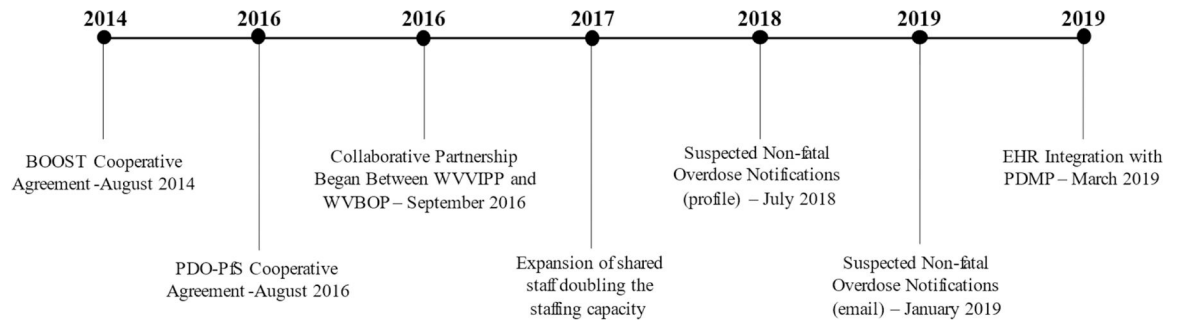 2014 2016 2016 2017 2018 2019 2019
BOOST Cooperative
Agreement -August 2014
PDO-PfS Cooperative
Agreement -August 2016
Collaborative Partnership
Began Between WVVIPP and
WVBOP – September 2016
Expansion of shared
staff doubling the
staffing capacity
Suspected Non-fatal
Overdose Notifications
(profile) – July 2018
Suspected Non-fatal
Overdose Notifications
(email) – January 2019
EHR Integration with
PDMP – March 2019